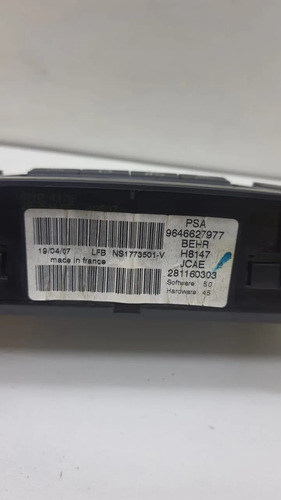 PSA
9646627977
BEHR
H8147
JCAE
281160303
Software 50
Hardware 45
19/04/07 LFB NS1773501-V
made in france